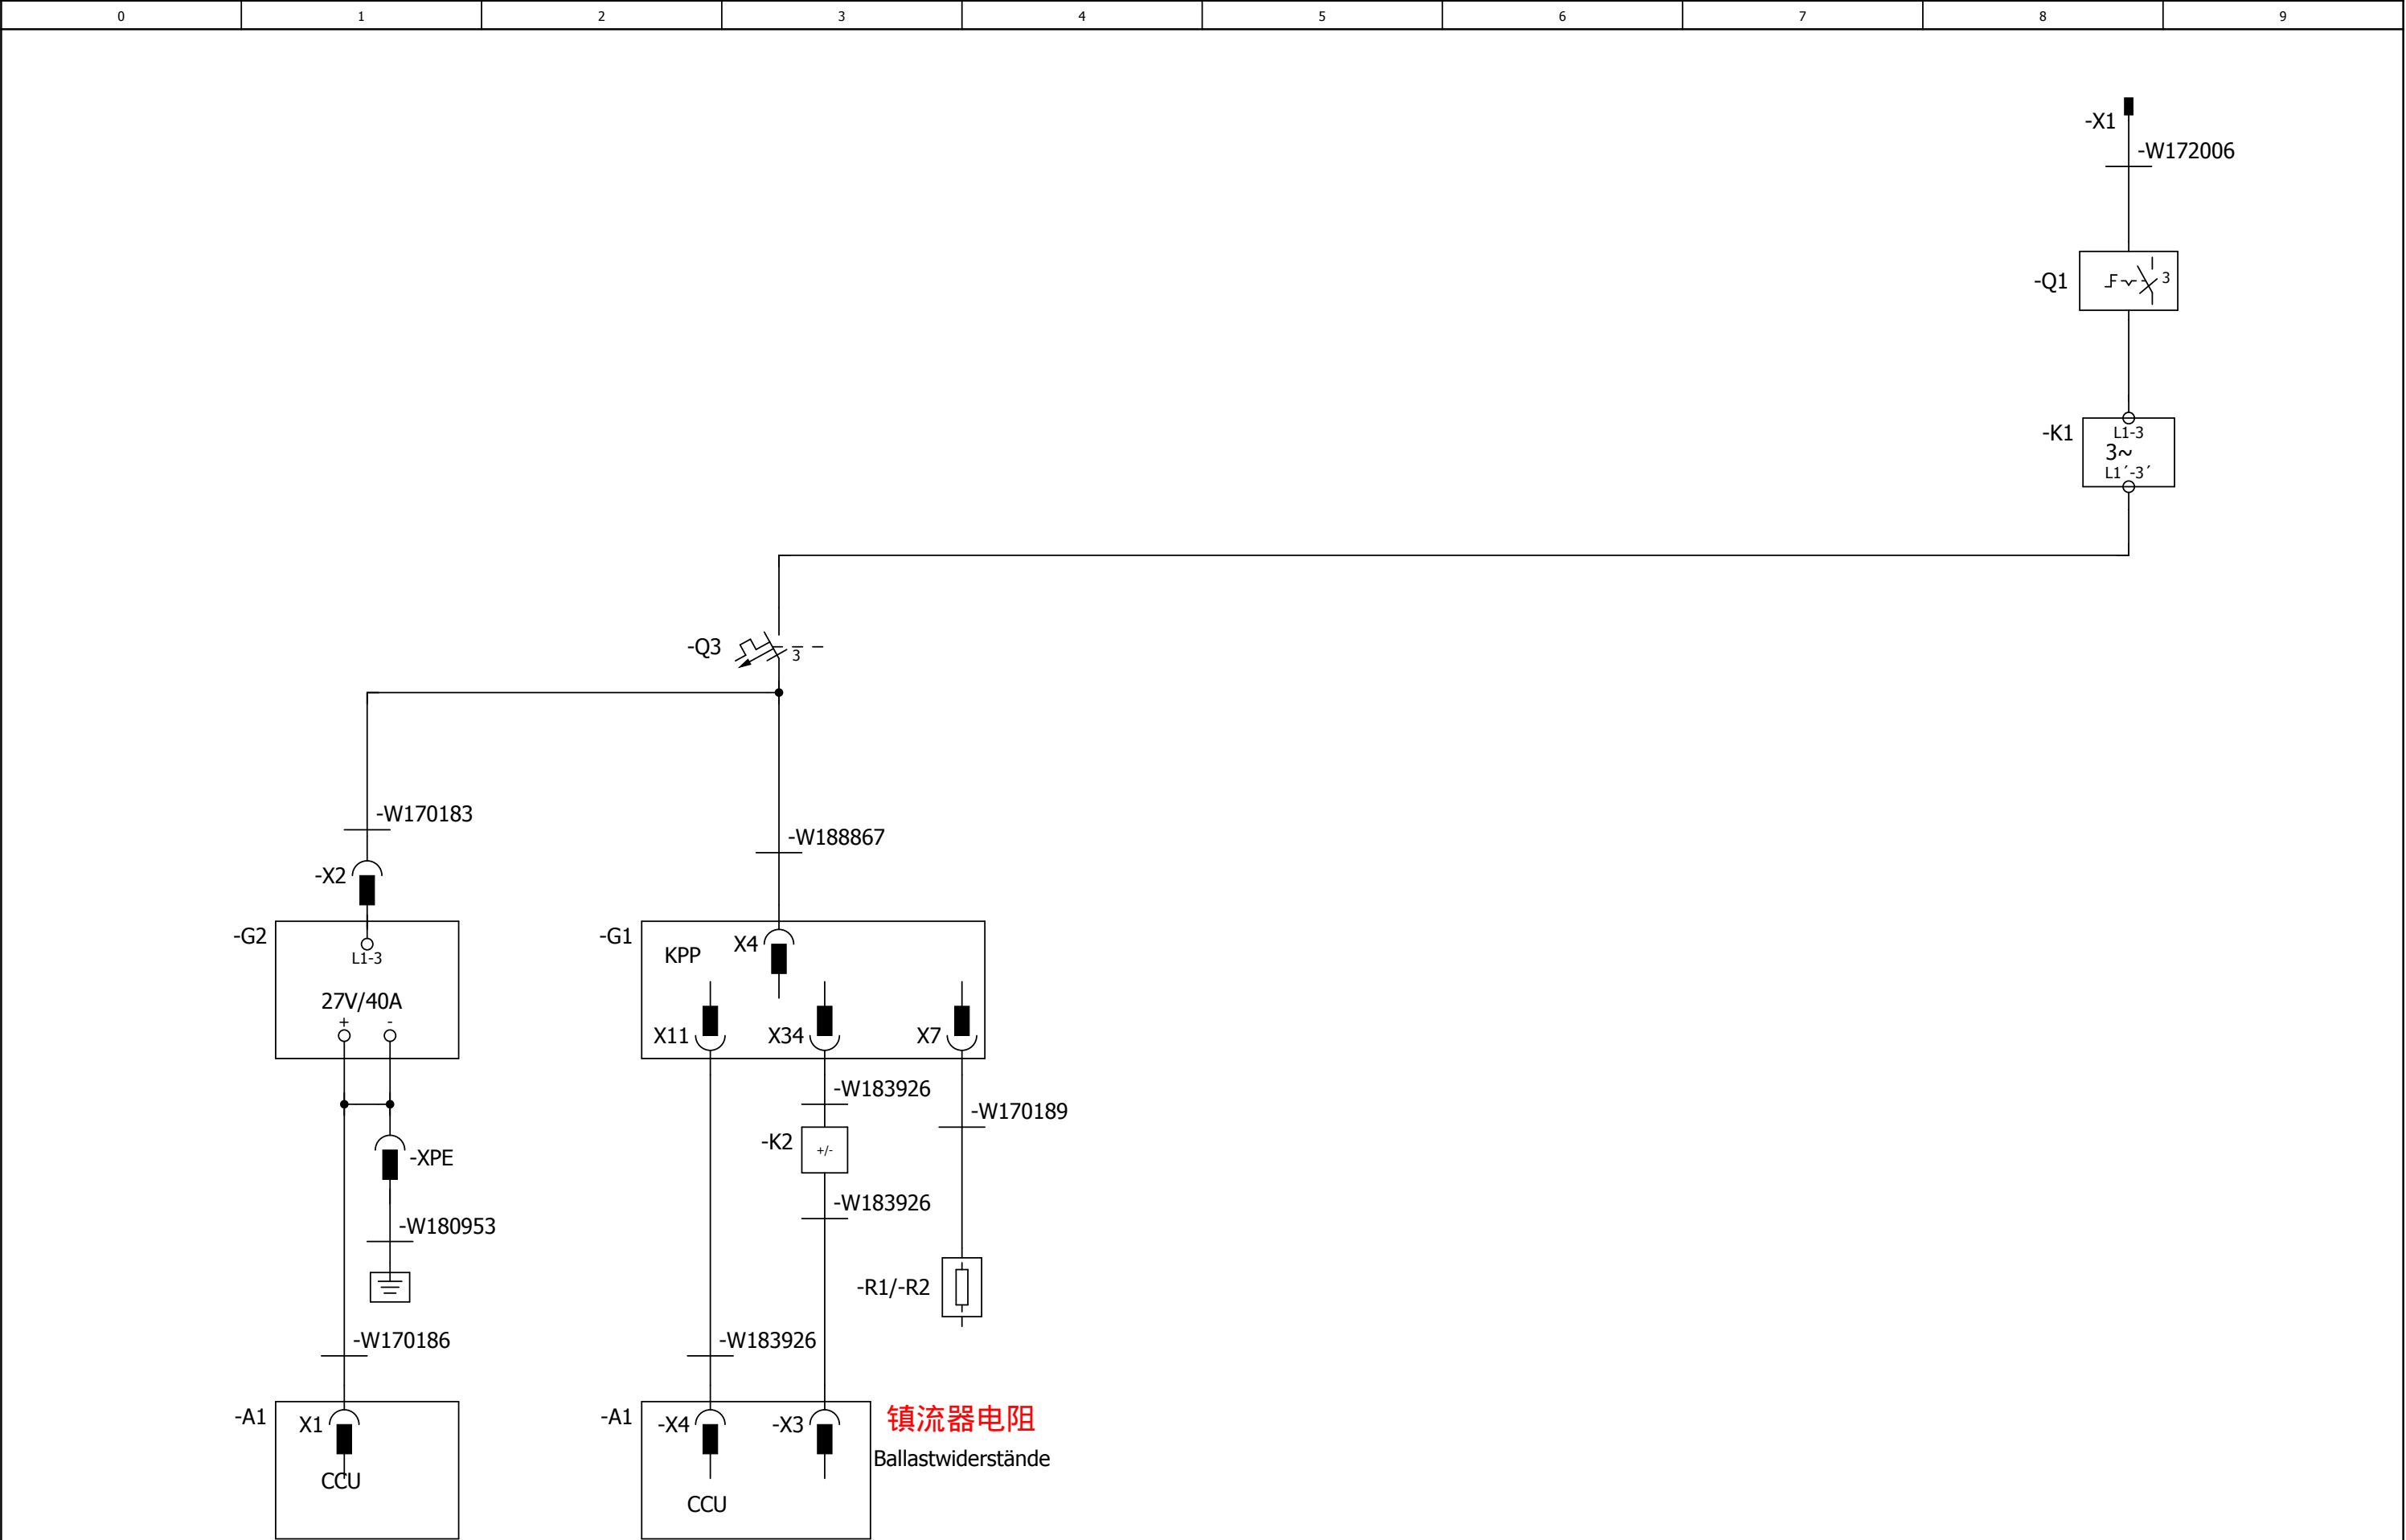 0 1 2 3 4 5 6 7 8 9
-X1
-W172006
-Q1
3
-K1
L1-3
3~
L1´-3´
-Q3
3
-W170183
-W188867
-X2
-G2
L1-3
27V/40A
+ -
-G1
KPP
X4
X11
X34
X7
-W183926
-W170189
-K2
+/-
-XPE
-W183926
-W180953
-R1/-R2
-W170186
-W183926
-A1
X1
CCU
-A1
-X4
-X3
CCU
镇流器电阻
Ballastwiderstände